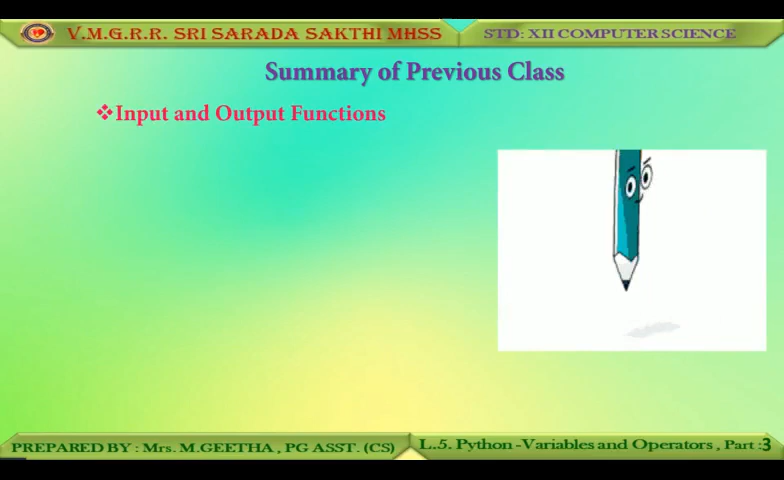 V.M.G.R.R. SRI SARADA SAKTHI MHSS
STD: XII COMPUTER SCIENCE
Summary of Previous Class
❖Input and Output Functions
PREPARED BY : Mrs. M.GEETHA , PG ASST. (CS)
L.5. Python -Variables and Operators , Part :3